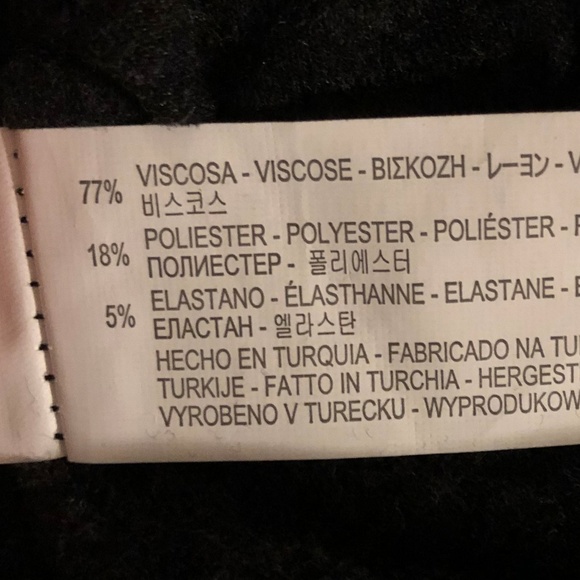 77% VISCOSA - VISCOSE - ΒΙΣΚΟΖΗ - レーヨン -
비스코스
18% POLIESTER - POLYESTER - POLIÉSTER -
ПОЛИЕСТЕР - 폴리에스터
5% ELASTANO - ÉLASTHANNE - ELASTANE -
ЕЛАСТАН - 엘라스탄
HECHO EN TURQUIA - FABRICADO NA
TURKIJE - FATTO IN TURCHIA -
VYROBENO V TURECKU -